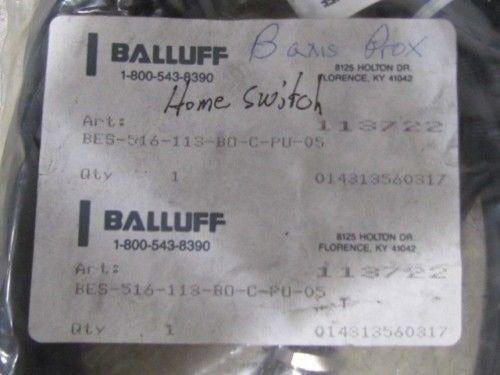 BALLUFF B axis Prox
1-800-543-8390 8125 HOLTON DR.
FLORENCE, KY 41042
Home Switch
Art: 113722
BES-516-113-BO-C-PU-05
Qty 1 014313560317
BALLUFF
1-800-543-8390 8125 HOLTON DR.
FLORENCE, KY 41042
Art: 113722
BES-516-113-BO-C-PU-05
Qty 1 014313560317